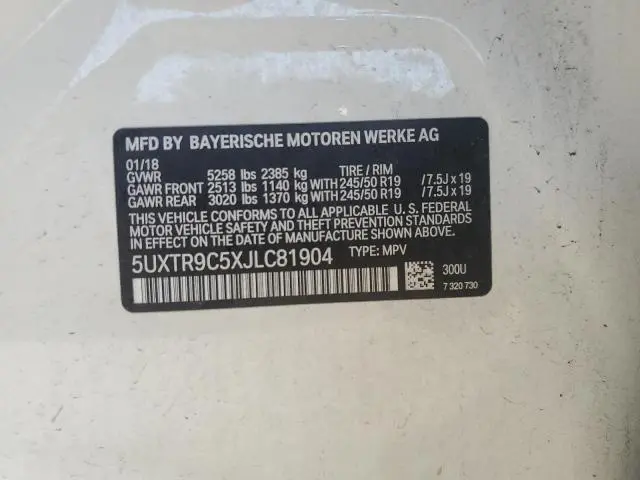 MFD BY BAYERISCHE MOTOREN WERKE AG
01/18
GVWR 5258 lbs 2385 kg TIRE / RIM
GAWR FRONT 2513 lbs 1140 kg WITH 245/50 R19 /7.5J x 19
GAWR REAR 3020 lbs 1370 kg WITH 245/50 R19 /7.5J x 19
THIS VEHICLE CONFORMS TO ALL APPLICABLE U. S. FEDERAL
MOTOR VEHICLE SAFETY, BUMPER, AND THEFT PREVENTION
STANDARDS IN EFFECT ON THE DATE OF MANUFACTURE SHOWN ABOVE.
5UXTR9C5XJLC81904 TYPE: MPV
300U
7 320 730